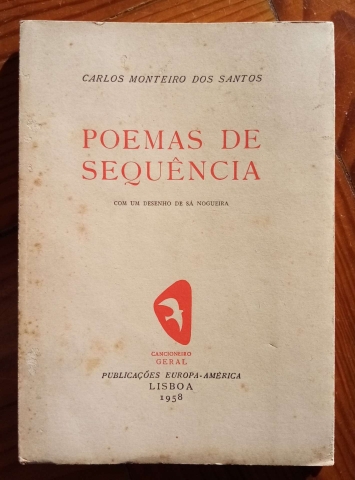 CARLOS MONTEIRO DOS SANTOS
POEMAS DE
SEQUÊNCIA
COM UM DESENHO DE SÁ NOGUEIRA
CANCIONEIRO
GERAL
PUBLICAÇÕES EUROPA-AMÉRICA
LISBOA
1958